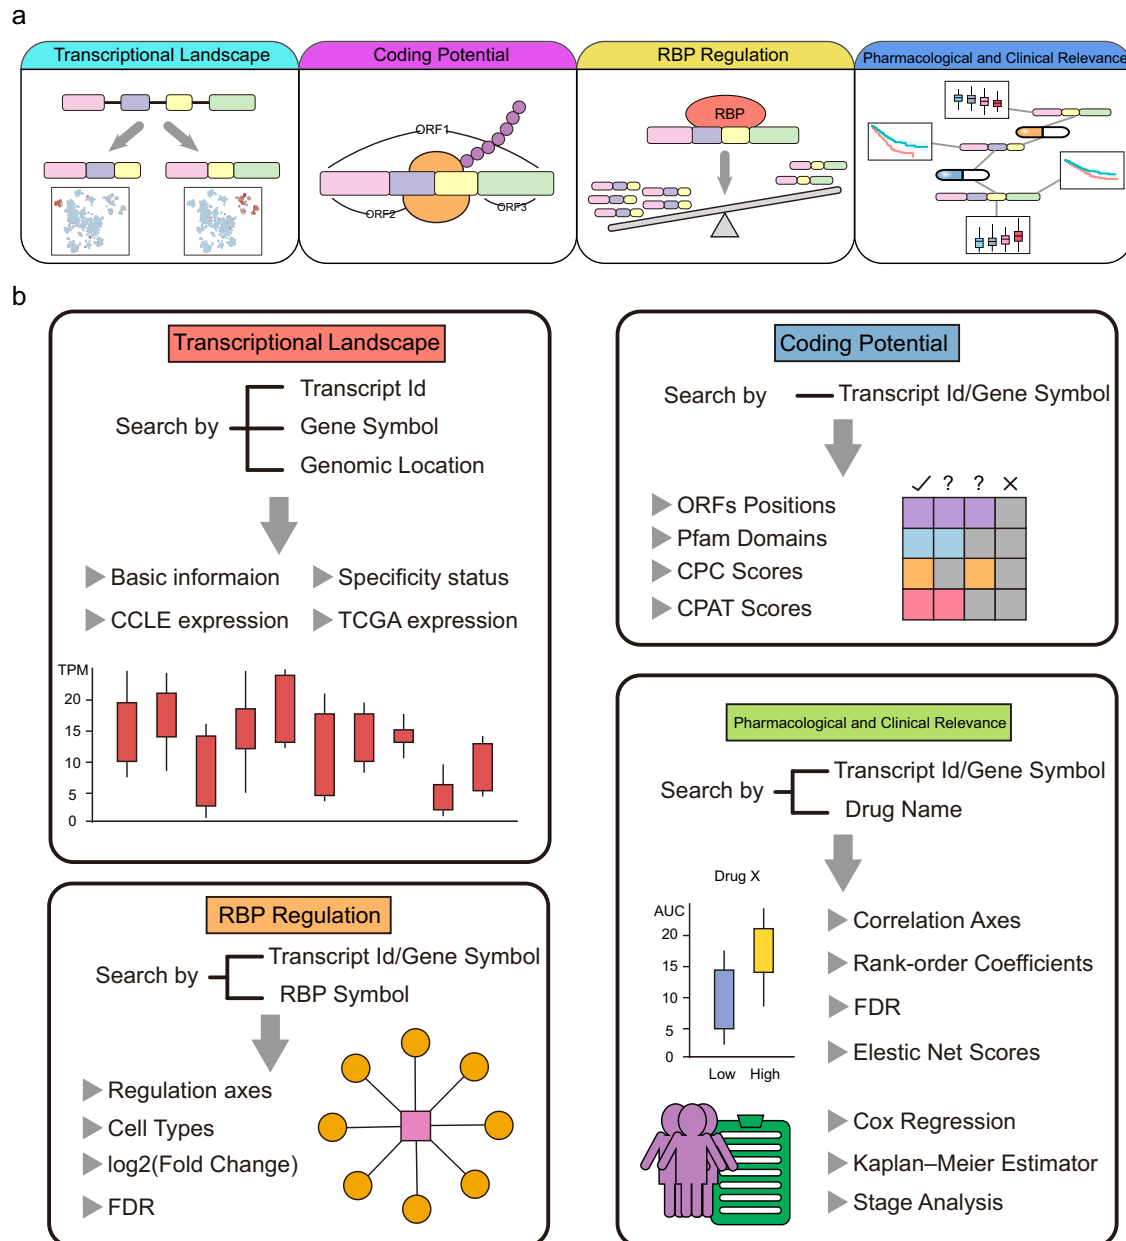 a
Transcriptional Landscape
Coding Potential
RBP Regulation
Pharmacological and Clinical Relevance
ORF1
ORF2
ORF3
RBP
b
Transcriptional Landscape
Search by
Transcript Id
Gene Symbol
Genomic Location
Basic informaion
Specificity status
CCLE expression
TCGA expression
TPM
20
15
10
5
0
RBP Regulation
Search by
Transcript Id/Gene Symbol
RBP Symbol
Regulation axes
Cell Types
log2(Fold Change)
FDR
Coding Potential
Search by
Transcript Id/Gene Symbol
ORFs Positions
Pfam Domains
CPC Scores
CPAT Scores
✓ ? ? ×
Pharmacological and Clinical Relevance
Search by
Transcript Id/Gene Symbol
Drug Name
Drug X
AUC
20
15
10
5
0
Low High
Correlation Axes
Rank-order Coefficients
FDR
Elestic Net Scores
Cox Regression
Kaplan–Meier Estimator
Stage Analysis